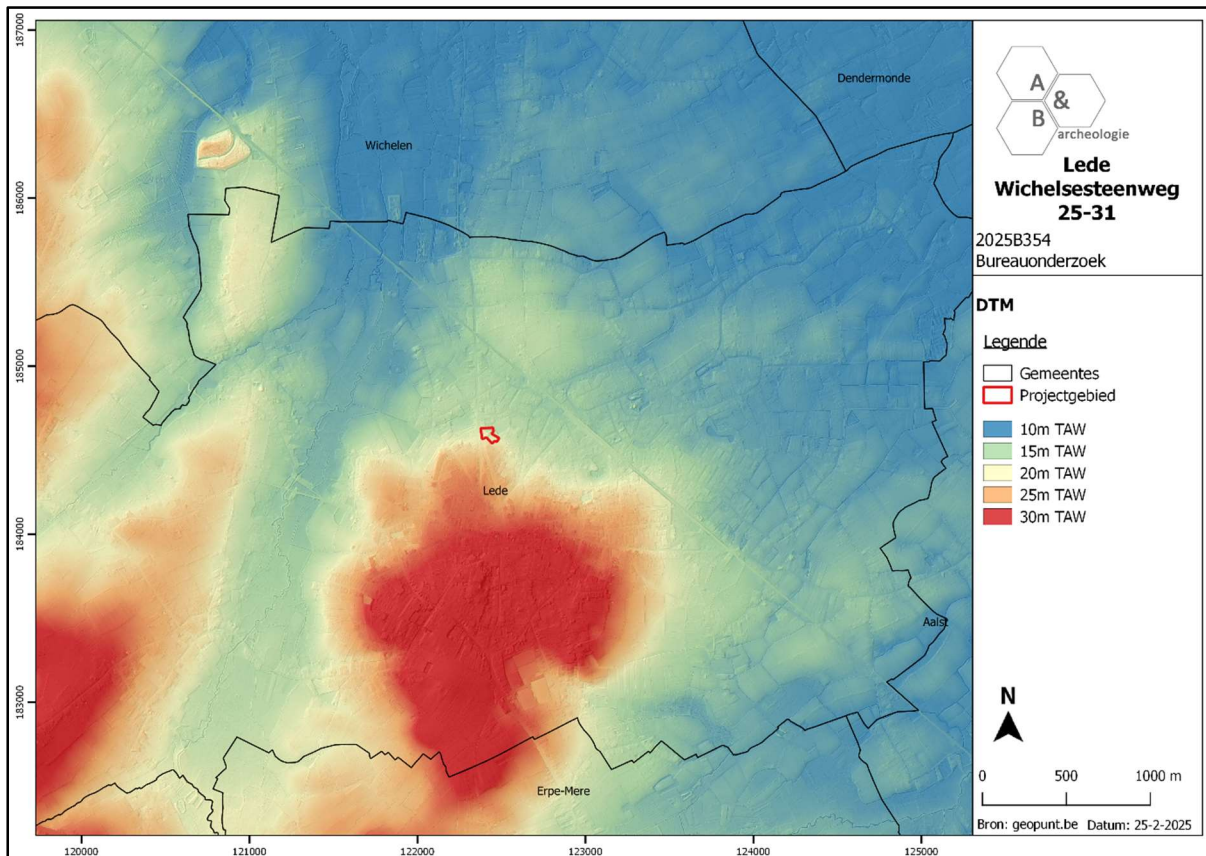 187000
186000
185000
184000
183000
120000
121000
122000
123000
124000
125000
Dendermonde
Wichelen
Lede
Aalst
Erpe-Mere
A
&
B
archeologie
Lede
Wichelsesteenweg
25-31
2025B354
Bureauonderzoek
DTM
Legende
Gemeentes
Projectgebied
10m TAW
15m TAW
20m TAW
25m TAW
30m TAW
N
0 500 1000 m
Bron: geopunt.be Datum: 25-2-2025